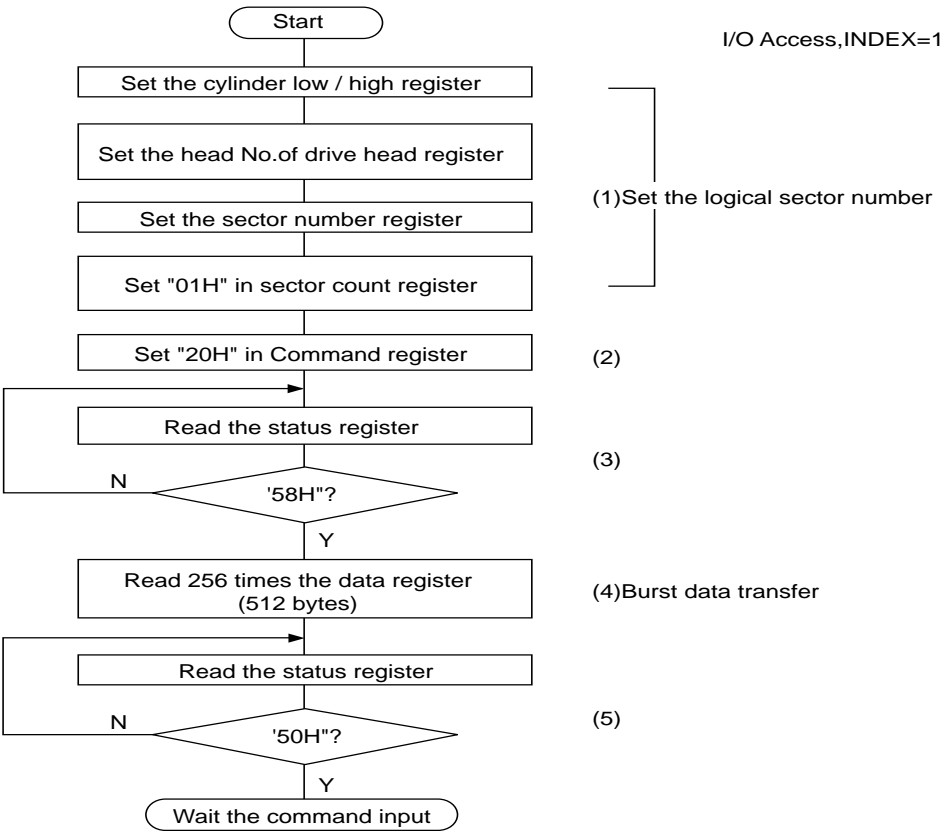 Start
I/O Access,INDEX=1
Set the cylinder low / high register
Set the head No.of drive head register
(1)Set the logical sector number
Set the sector number register
Set "01H" in sector count register
Set "20H" in Command register
(2)
Read the status register
(3)
N
'58H"?
Y
Read 256 times the data register
(512 bytes)
(4)Burst data transfer
Read the status register
(5)
N
'50H"?
Y
Wait the command input